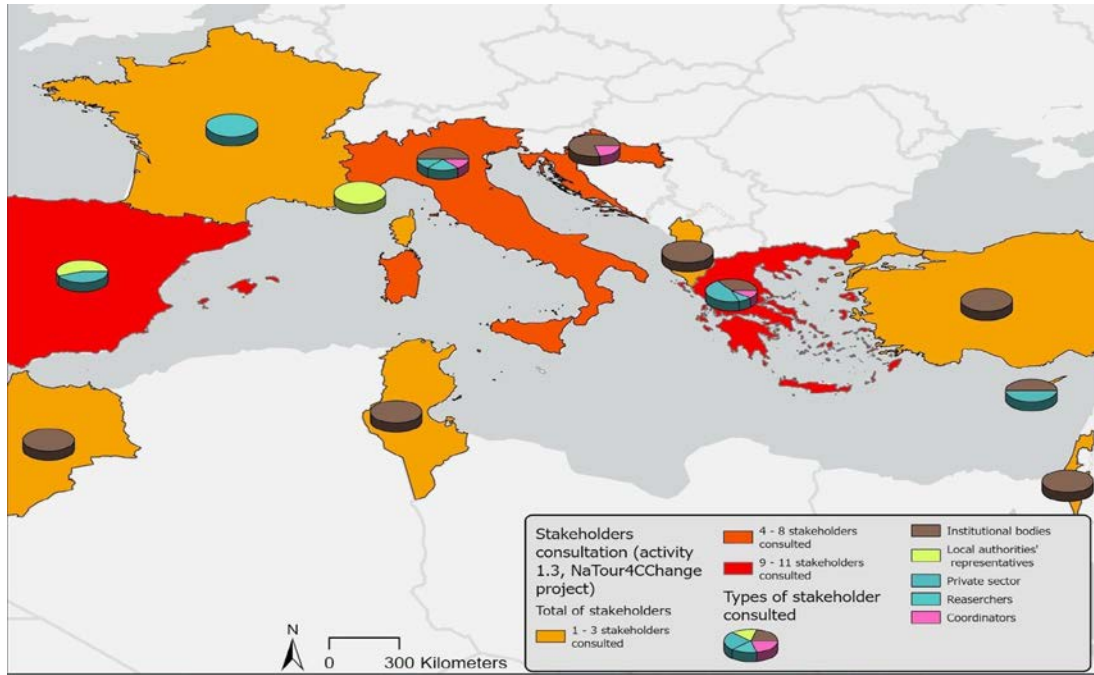 Stakeholders
consultation (activity
1.3, NaTour4CChange
project)
Total of stakeholders
1 - 3 stakeholders
consulted
4 - 8 stakeholders
consulted
9 - 11 stakeholders
consulted
Types of stakeholder
consulted
Institutional bodies
Local authorities'
representatives
Private sector
Reaserchers
Coordinators
N
0 300 Kilometers